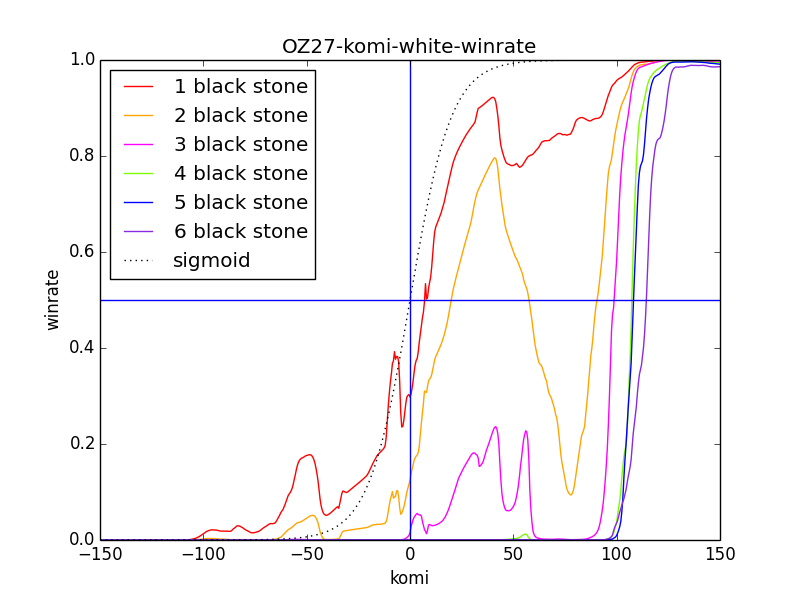 OZ27-komi-white-winrate
1.0
0.8
0.6
0.4
0.2
0.0
winrate
1 black stone
2 black stone
3 black stone
4 black stone
5 black stone
6 black stone
sigmoid
−150 −100 −50 0 50 100 150
komi